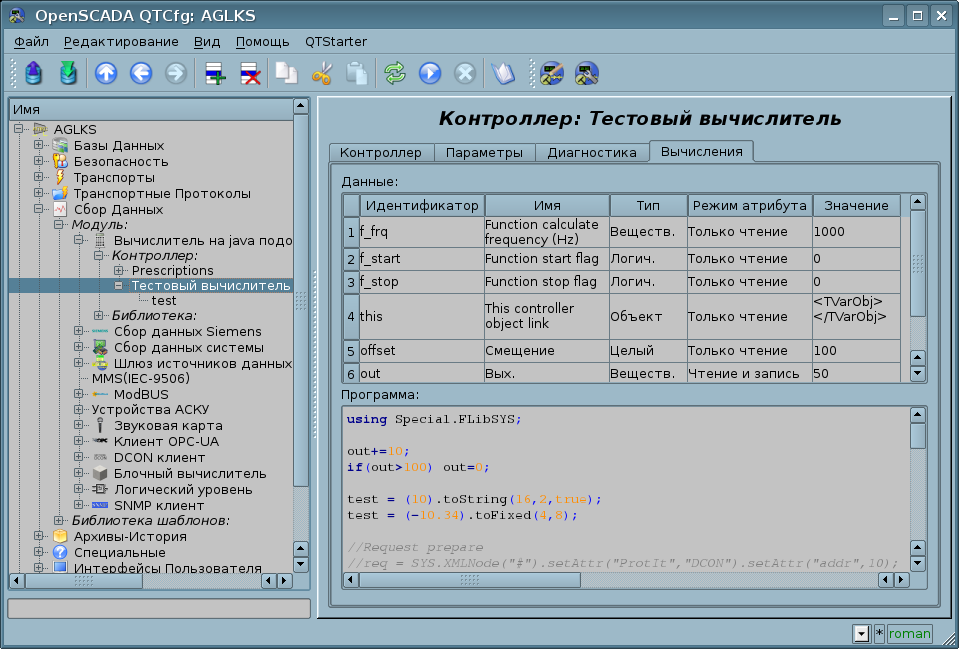 OpenSCADA QTCfg: AGLKS
Файл Редактирование Вид Помощь QTStarter
Имя
AGLKS
Базы Данных
Безопасность
Транспорты
Транспортные Протоколы
Сбор Данных
Модуль:
Вычислитель на java подо
Контроллер:
Prescriptions
Тестовый вычислитель
test
Библиотека:
Сбор данных Siemens
Сбор данных системы
Шлюз источников данных
MMS(IEC-9506)
ModBUS
Устройства АСКУ
Звуковая карта
Клиент OPC-UA
DCON клиент
Блочный вычислитель
Логический уровень
SNMP клиент
Библиотека шаблонов:
Архивы-История
Специальные
Интерфейсы Пользователя
Контроллер: Тестовый вычислитель
Контроллер Параметры Диагностика Вычисления
Данные:
Идентификатор Имя Тип Режим атрибута Значение
1 f_frq Function calculate frequency (Hz) Веществ. Только чтение 1000
2 f_start Function start flag Логич. Только чтение 0
3 f_stop Function stop flag Логич. Только чтение 0
4 this This controller object link Объект Только чтение <TVarObj> </TVarObj>
5 offset Смещение Целый Только чтение 100
6 out Вых. Веществ. Чтение и запись 50
Программа:
using Special.FLibSYS;
out+=10;
if(out>100) out=0;
test = (10).toString(16,2,true);
test = (-10.34).toFixed(4,8);
//Request prepare
//req = SYS.XMLNode("#").setAttr("ProtIt","DCON").setAttr("addr",10);
* roman